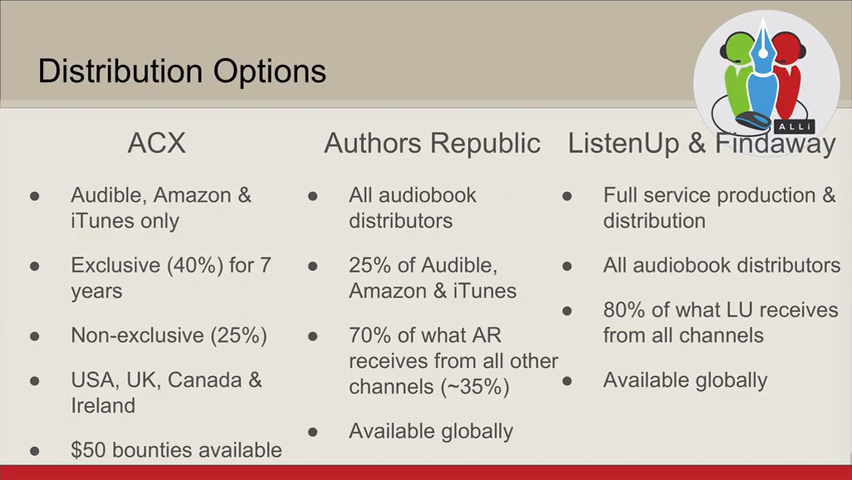 Distribution Options
ALLi
ACX
● Audible, Amazon &
iTunes only
● Exclusive (40%) for 7
years
● Non-exclusive (25%)
● USA, UK, Canada &
Ireland
● $50 bounties available
Authors Republic
● All audiobook
distributors
● 25% of Audible,
Amazon & iTunes
● 70% of what AR
receives from all other
channels (~35%)
● Available globally
ListenUp & Findaway
● Full service production &
distribution
● All audiobook distributors
● 80% of what LU receives
from all channels
● Available globally